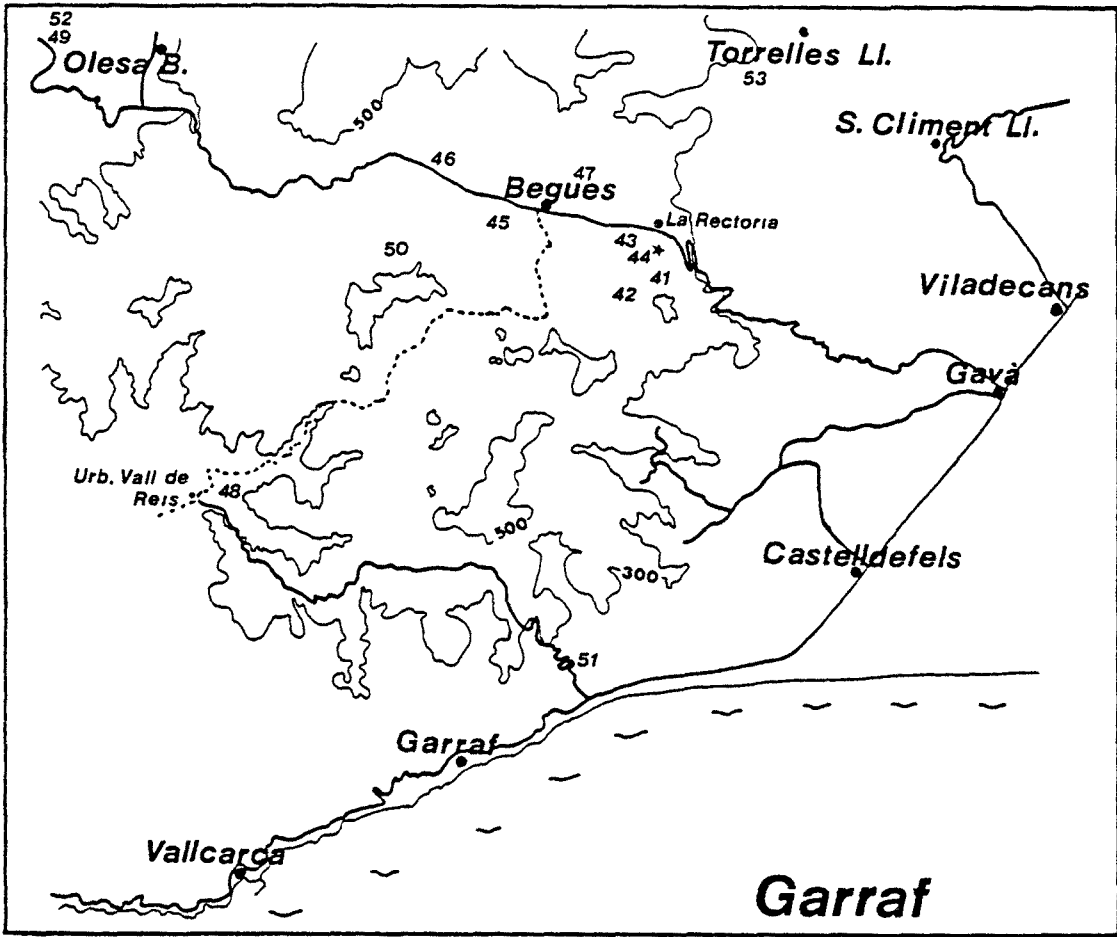 52
49
Olesa B.
500
Torrelles Ll.
53
S. Climent Ll.
46
47
Begues
45
La Rectoria
43
44*
50
41
42
Viladecans
Gavà
Urb. Vall de
Reis.
48
500
Castelldefels
300
51
Garraf
Vallcarca
Garraf